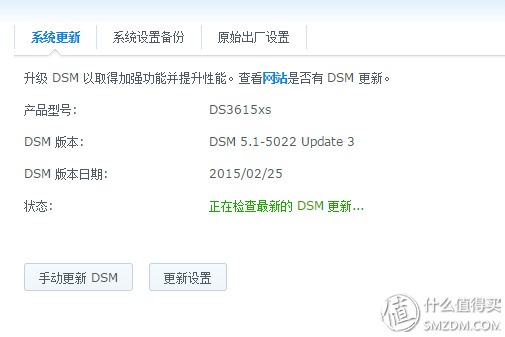 系统更新 系统设置备份 原始出厂设置
升级 DSM 以取得加强功能并提升性能。查看网站是否有 DSM 更新。
产品型号: DS3615xs
DSM 版本: DSM 5.1-5022 Update 3
DSM 版本日期: 2015/02/25
状态: 正在检查最新的 DSM 更新...
手动更新 DSM 更新设置
值 什么值得买
SMZDM.COM